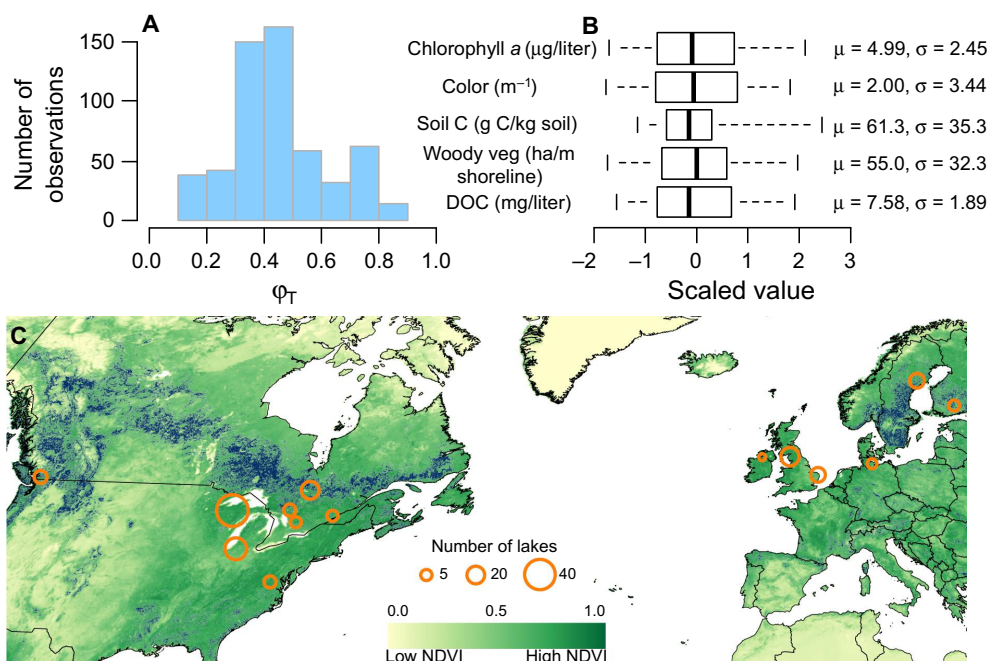 A
Number of
observations
150
100
50
0
0.0 0.2 0.4 0.6 0.8 1.0
φT
B
Chlorophyll a (μg/liter) μ = 4.99, σ = 2.45
Color (m−1) μ = 2.00, σ = 3.44
Soil C (g C/kg soil) μ = 61.3, σ = 35.3
Woody veg (ha/m
shoreline) μ = 55.0, σ = 32.3
DOC (mg/liter) μ = 7.58, σ = 1.89
−2 −1 0 1 2 3
Scaled value
C
Number of lakes
5 20 40
0.0 0.5 1.0
Low NDVI High NDVI